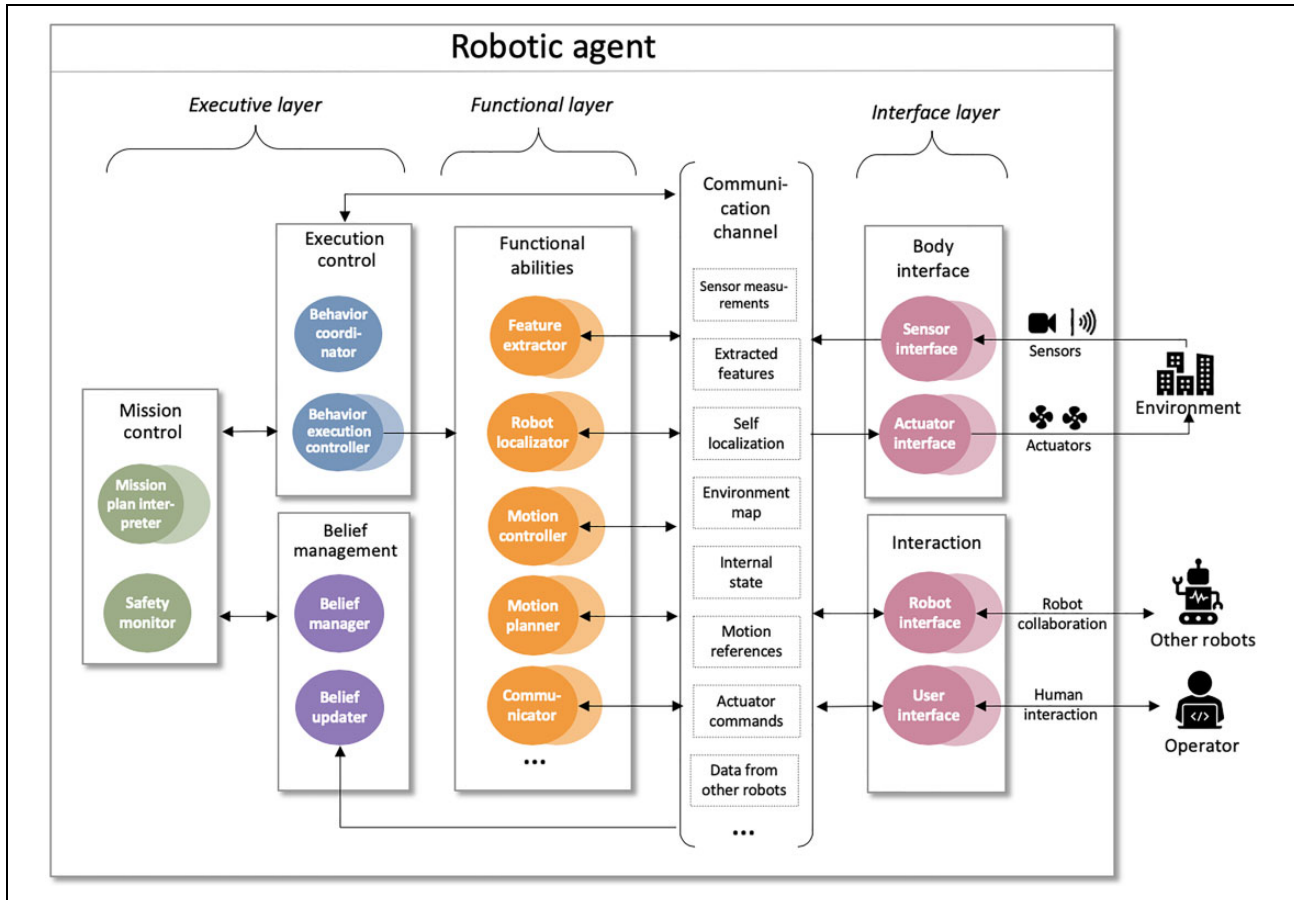 Robotic agent
Executive layer
Functional layer
Interface layer
Communi-
cation
channel
Execution
control
Functional
abilities
Body
interface
Sensor measu-
rements
Behavior
coordi-
nator
Feature
extractor
Sensor
interface
Sensors
Extracted
features
Environment
Mission
control
Behavior
execution
controller
Robot
localizator
Self
localization
Actuator
interface
Actuators
Mission
plan inter-
preter
Motion
controller
Environment
map
Belief
management
Interaction
Internal
state
Safety
monitor
Belief
manager
Motion
planner
Motion
references
Robot
interface
Robot
collaboration
Other robots
Belief
updater
Commu-
nicator
Actuator
commands
User
interface
Human
interaction
</>
Operator
Data from
other robots
...
...